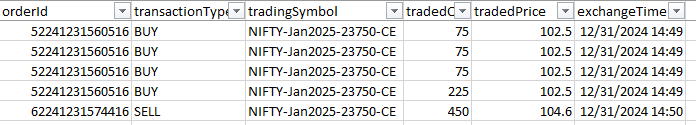 orderId transactionType tradingSymbol tradedQ tradedPrice exchangeTime
52241231560516 BUY NIFTY-Jan2025-23750-CE 75 102.5 12/31/2024 14:49
52241231560516 BUY NIFTY-Jan2025-23750-CE 75 102.5 12/31/2024 14:49
52241231560516 BUY NIFTY-Jan2025-23750-CE 75 102.5 12/31/2024 14:49
52241231560516 BUY NIFTY-Jan2025-23750-CE 225 102.5 12/31/2024 14:49
62241231574416 SELL NIFTY-Jan2025-23750-CE 450 104.6 12/31/2024 14:50